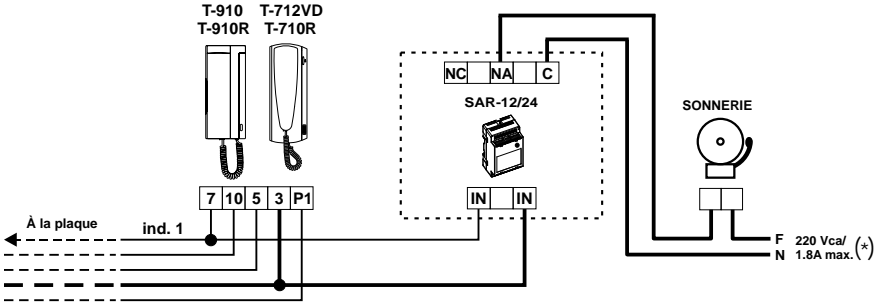 T-910 T-712VD
T-910R T-710R
NC NA C
SAR-12/24
SONNERIE
7 10 5 3 P1
IN IN
À la plaque
ind. 1
F 220 Vca/
N 1.8A max. (*)